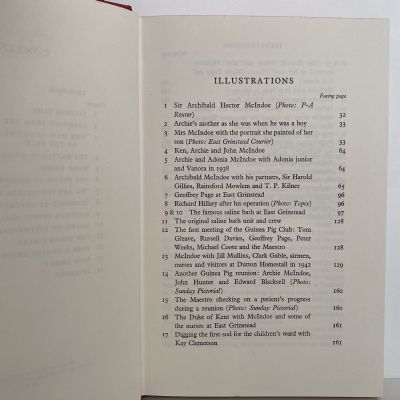 ILLUSTRATIONS
Facing page
1 Sir Archibald Hector McIndoe (Photo: P-A
Reuter) 32
2 Archie's mother as she was when he was a boy 33
3 Mrs McIndoe with the portrait she painted of her
son (Photo: East Grinstead Courier) 33
4 Ken, Archie and John McIndoe 64
5 Archie and Adonia McIndoe with Adonia junior
and Vanora in 1938 64
6 Archibald McIndoe with his partners, Sir Harold
Gillies, Rainsford Mowlem and T. P. Kilner 65
7 Geoffrey Page at East Grinstead 96
8 Richard Hillary after his operation (Photo: Topix) 96
9 & 10 The famous saline bath at East Grinstead 97
11 The original saline bath unit and crew 128
12 The first meeting of the Guinea Pig Club: Tom
Gleave, Russell Davies, Geoffrey Page, Peter
Weeks, Michael Coote and the Maestro 128
13 McIndoe with Jill Mullins, Clark Gable, airmen,
nurses and visitors at Dutton Homestall in 1942 129
14 Another Guinea Pig reunion: Archie McIndoe,
John Hunter and Edward Blacksell (Photo:
Sunday Pictorial) 160
15 The Maestro checking on a patient's progress
during a reunion (Photo: Sunday Pictorial) 160
16 The Duke of Kent with McIndoe and some of
the nurses at East Grinstead 161
17 Digging the first sod for the children's ward with
Kay Clemetson 161